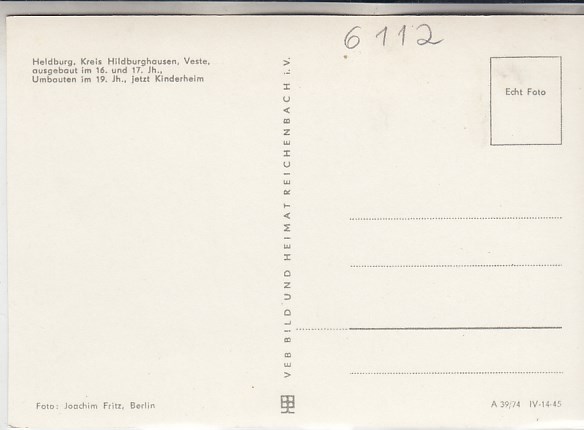 6112
Heldburg, Kreis Hildburghausen, Veste,
ausgebaut im 16. und 17. Jh.,
Umbauten im 19. Jh., jetzt Kinderheim
Echt Foto
VEB BILD UND HEIMAT REICHENBACH i. V.
Foto: Joachim Fritz, Berlin
A 39/74 IV-14-45